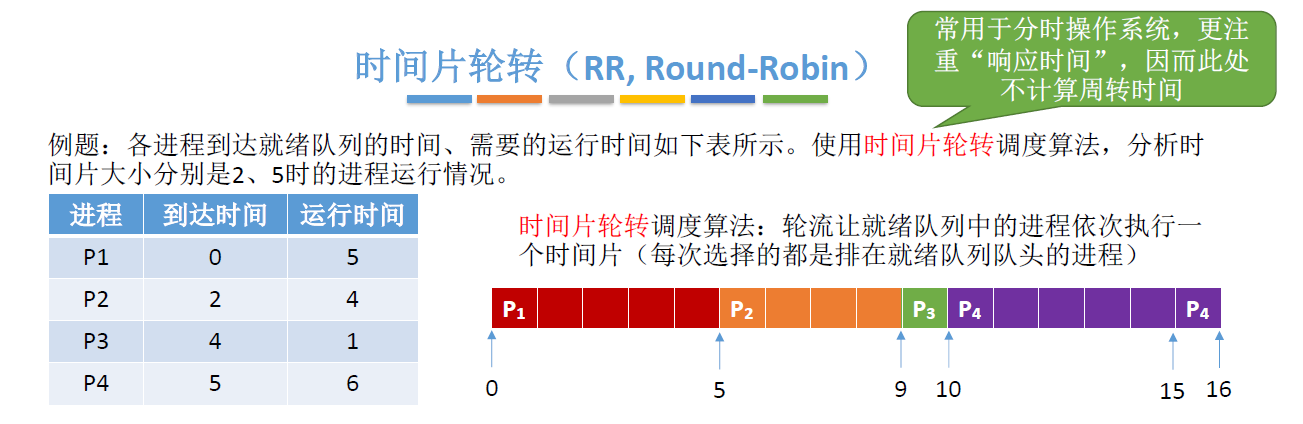 常用于分时操作系统，更注
重“响应时间”，因而此处
不计算周转时间
时间片轮转（RR, Round-Robin）
例题：各进程到达就绪队列的时间、需要的运行时间如下表所示。使用时间片轮转调度算法，分析时
间片大小分别是2、5时的进程运行情况。
进程 到达时间 运行时间
P1 0 5
P2 2 4
P3 4 1
P4 5 6
时间片轮转调度算法：轮流让就绪队列中的进程依次执行一
个时间片（每次选择的都是排在就绪队列队头的进程）
P1 P2 P3 P4 P4
0 5 9 10 15 16